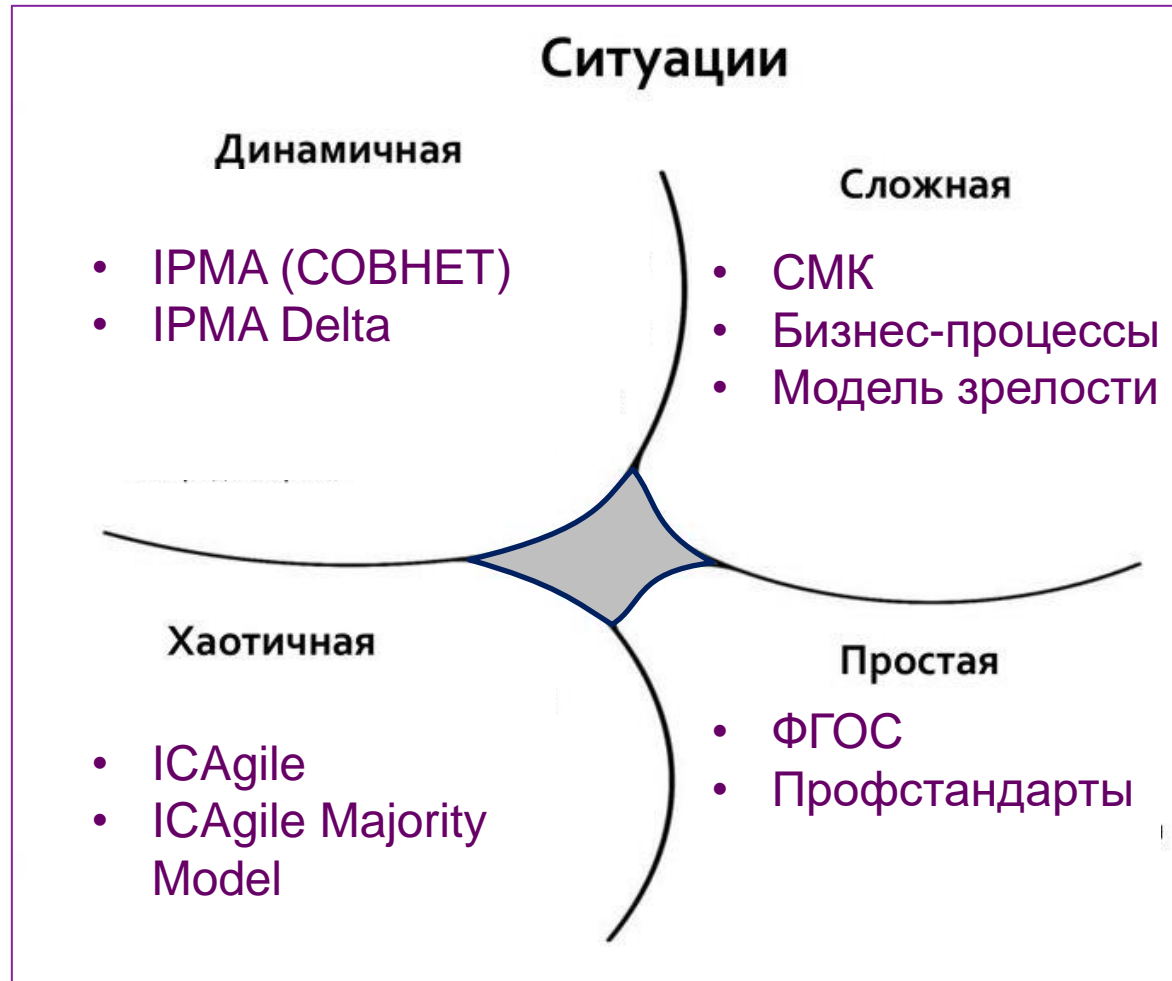 Ситуации
Динамичная
• IPMA (СОВНЕТ)
• IPMA Delta
Сложная
• СМК
• Бизнес-процессы
• Модель зрелости
Хаотичная
• ICAgile
• ICAgile Majority
Model
Простая
• ФГОС
• Профстандарты